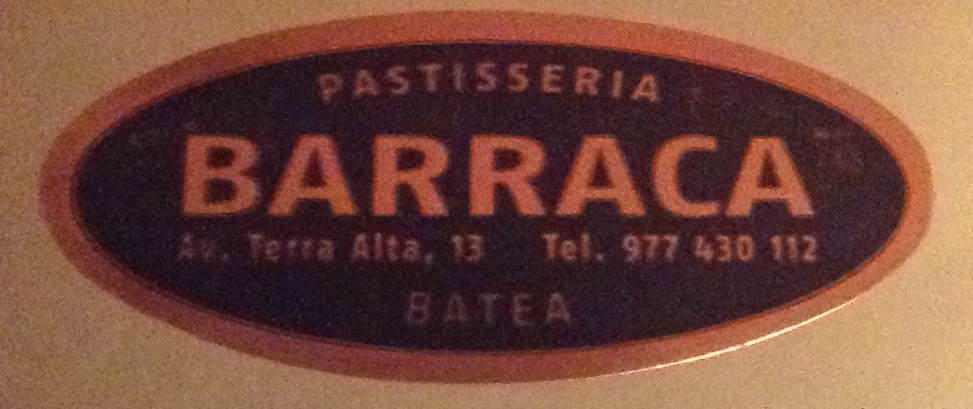 PASTISSERIA
BARRACA
Av. Terra Alta, 13 Tel. 977 430 112
BATEA